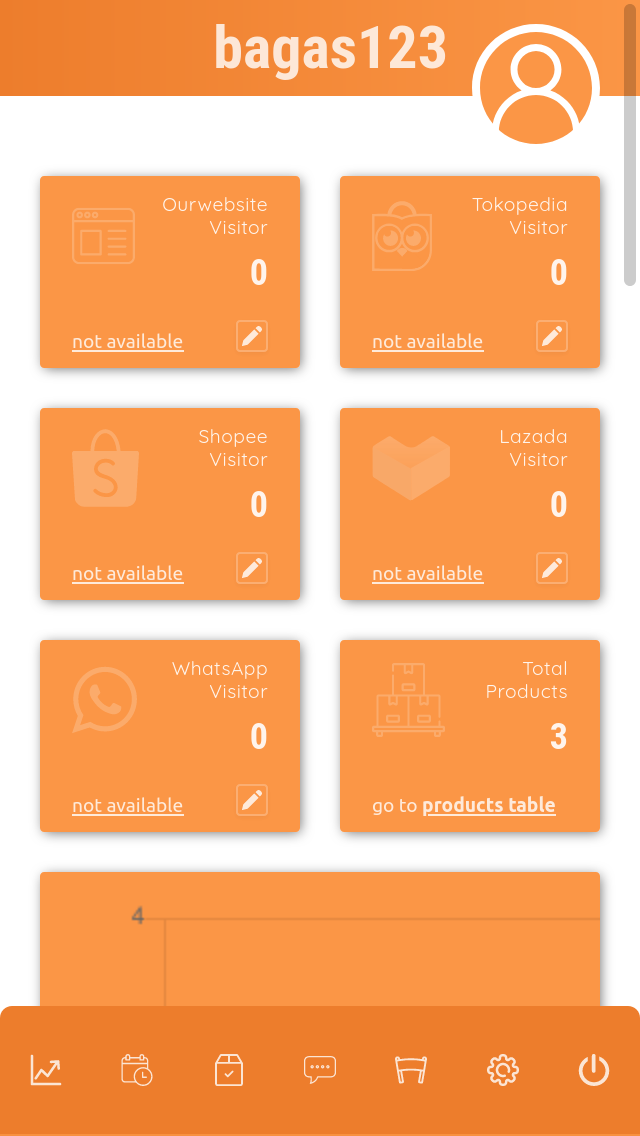 bagas123
Ourwebsite
Visitor
0
not available
Tokopedia
Visitor
0
not available
Shopee
Visitor
0
not available
Lazada
Visitor
0
not available
WhatsApp
Visitor
0
not available
Total
Products
3
go to products table
4